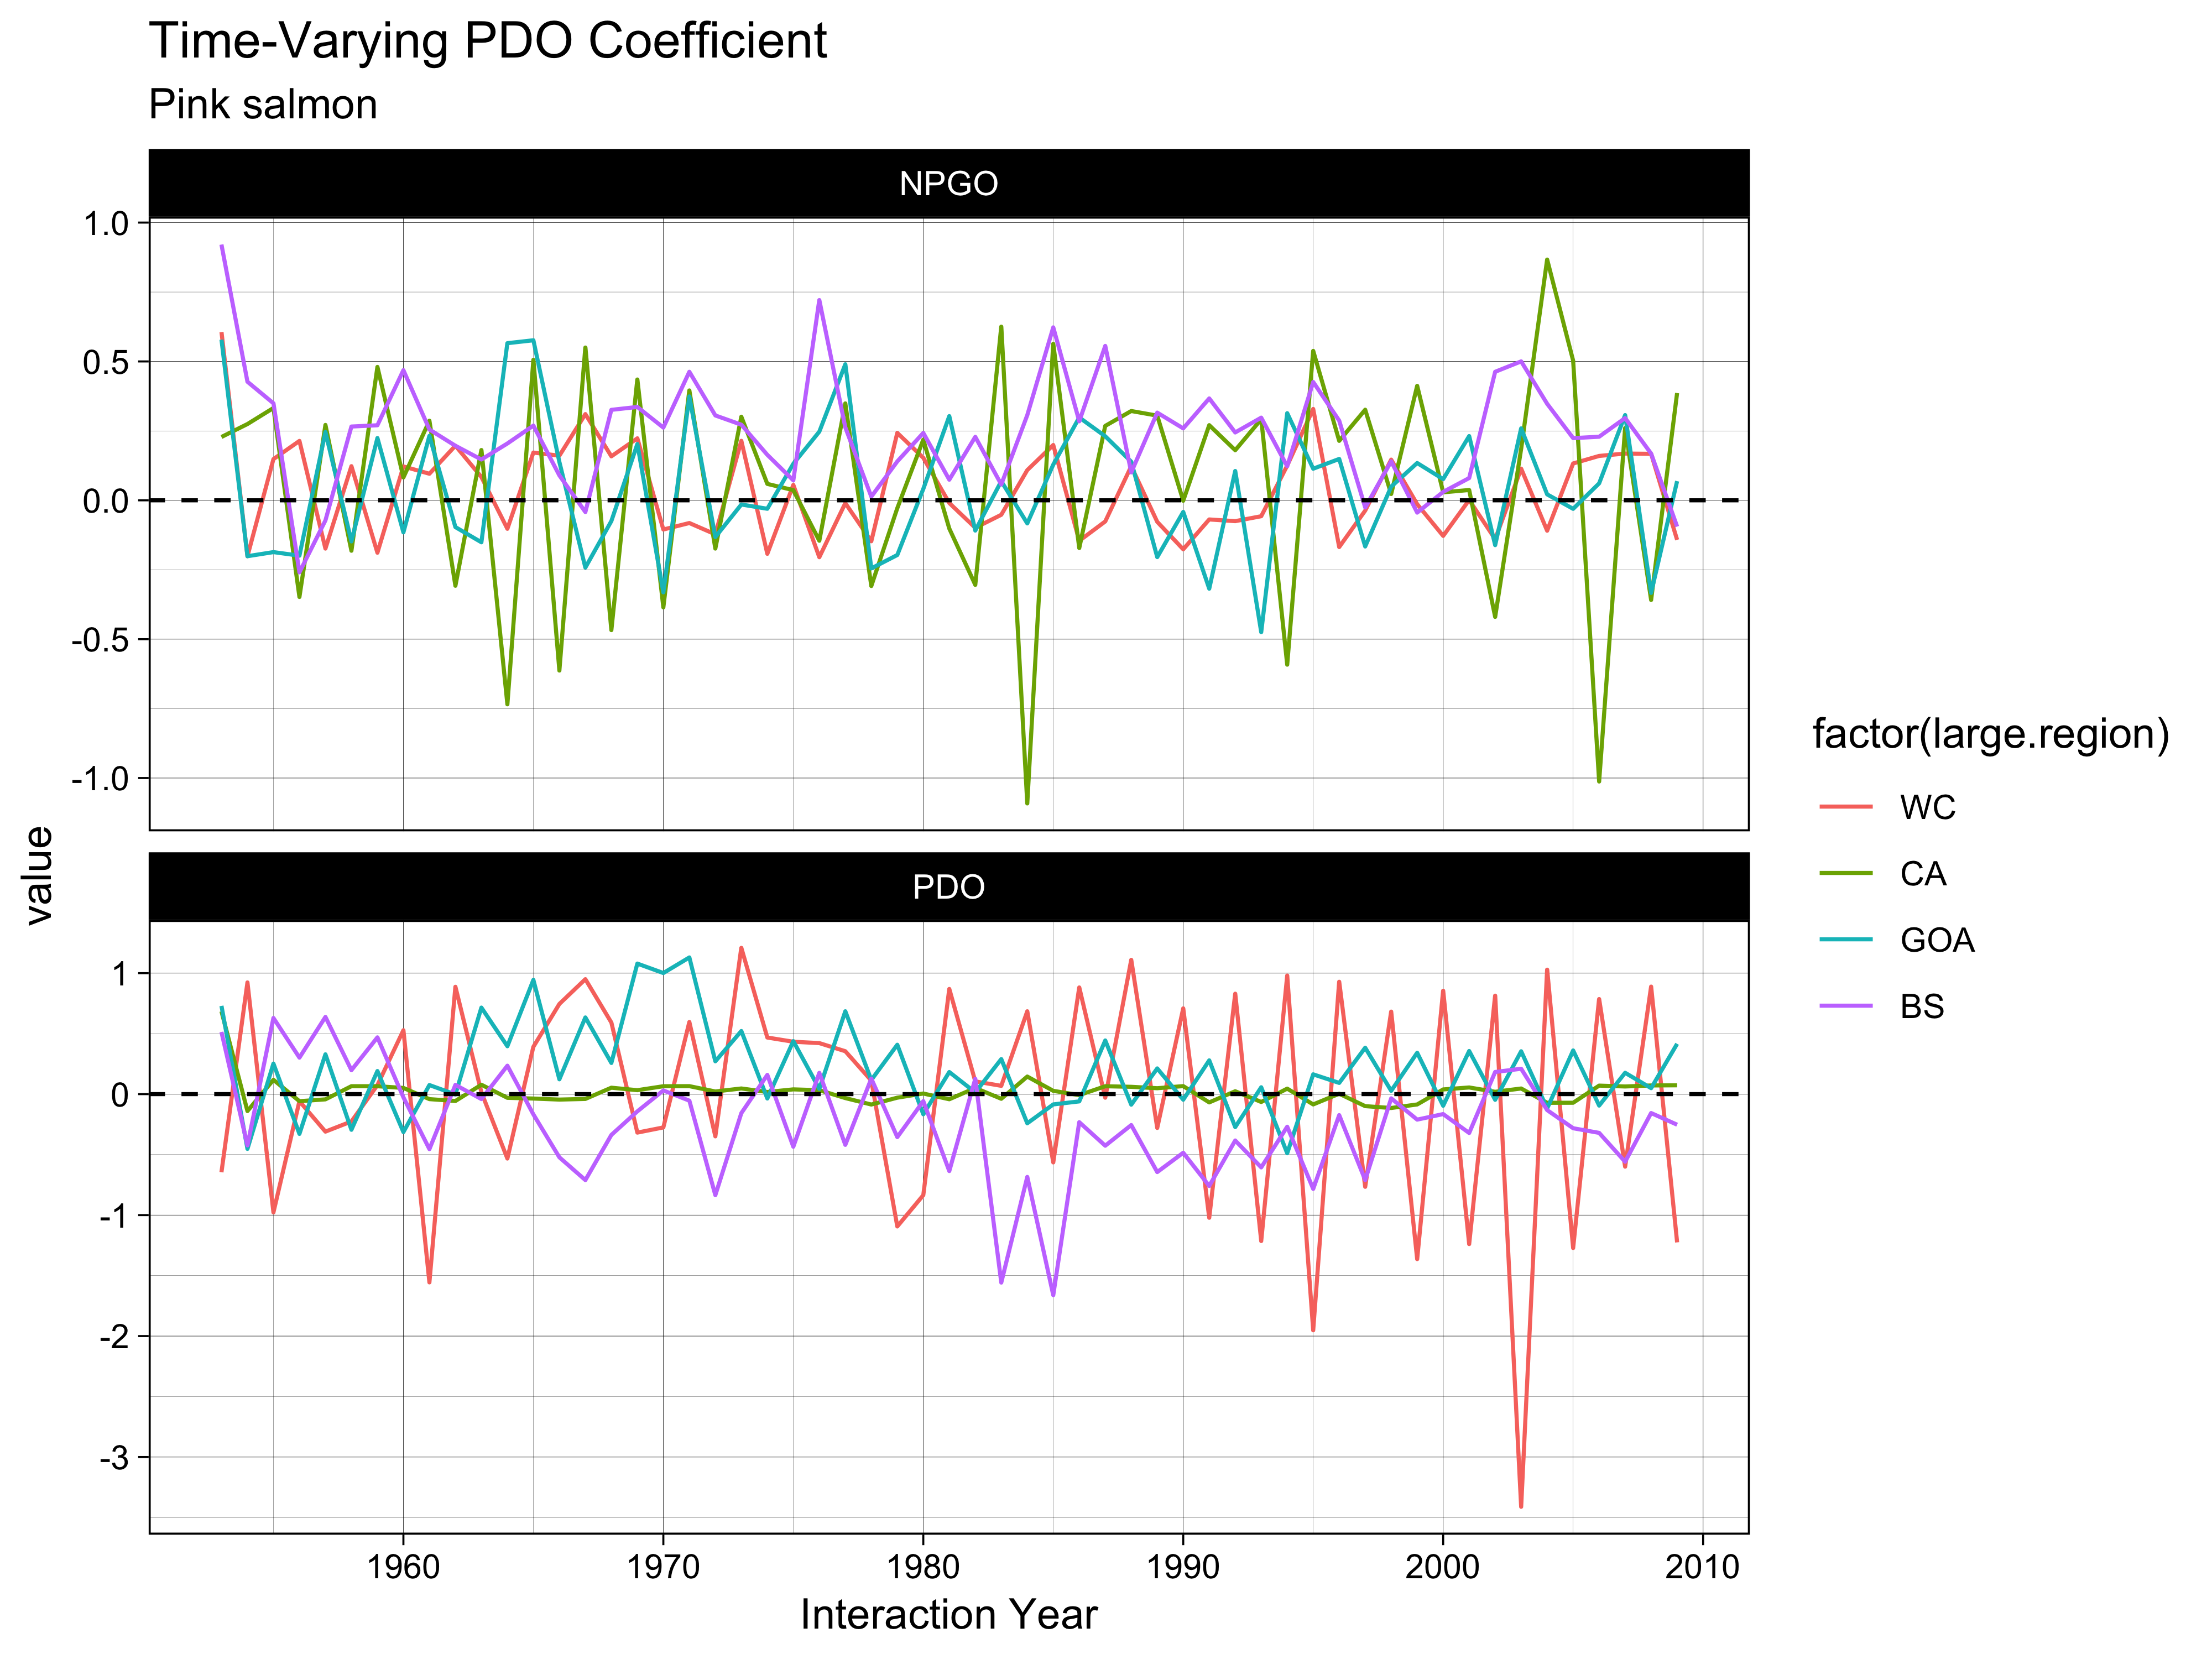 Time-Varying PDO Coefficient
Pink salmon
NPGO
1.0
0.5
0.0
-0.5
-1.0
PDO
1
0
-1
-2
-3
value
1960 1970 1980 1990 2000 2010
Interaction Year
factor(large.region)
WC
CA
GOA
BS